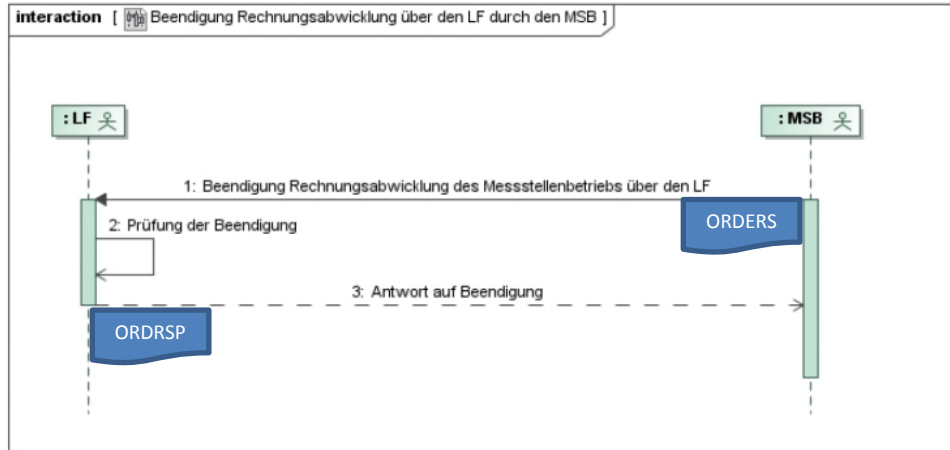 interaction [ Beendigung Rechnungsabwicklung über den LF durch den MSB ]
: LF
: MSB
1: Beendigung Rechnungsabwicklung des Messstellenbetriebs über den LF
ORDERS
2: Prüfung der Beendigung
3: Antwort auf Beendigung
ORDRSP